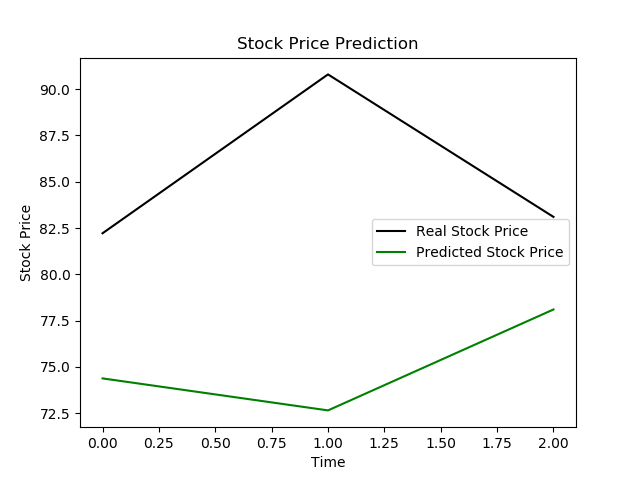 Stock Price Prediction
90.0
87.5
85.0
82.5
80.0
77.5
75.0
72.5
Stock Price
Real Stock Price
Predicted Stock Price
0.00 0.25 0.50 0.75 1.00 1.25 1.50 1.75 2.00
Time